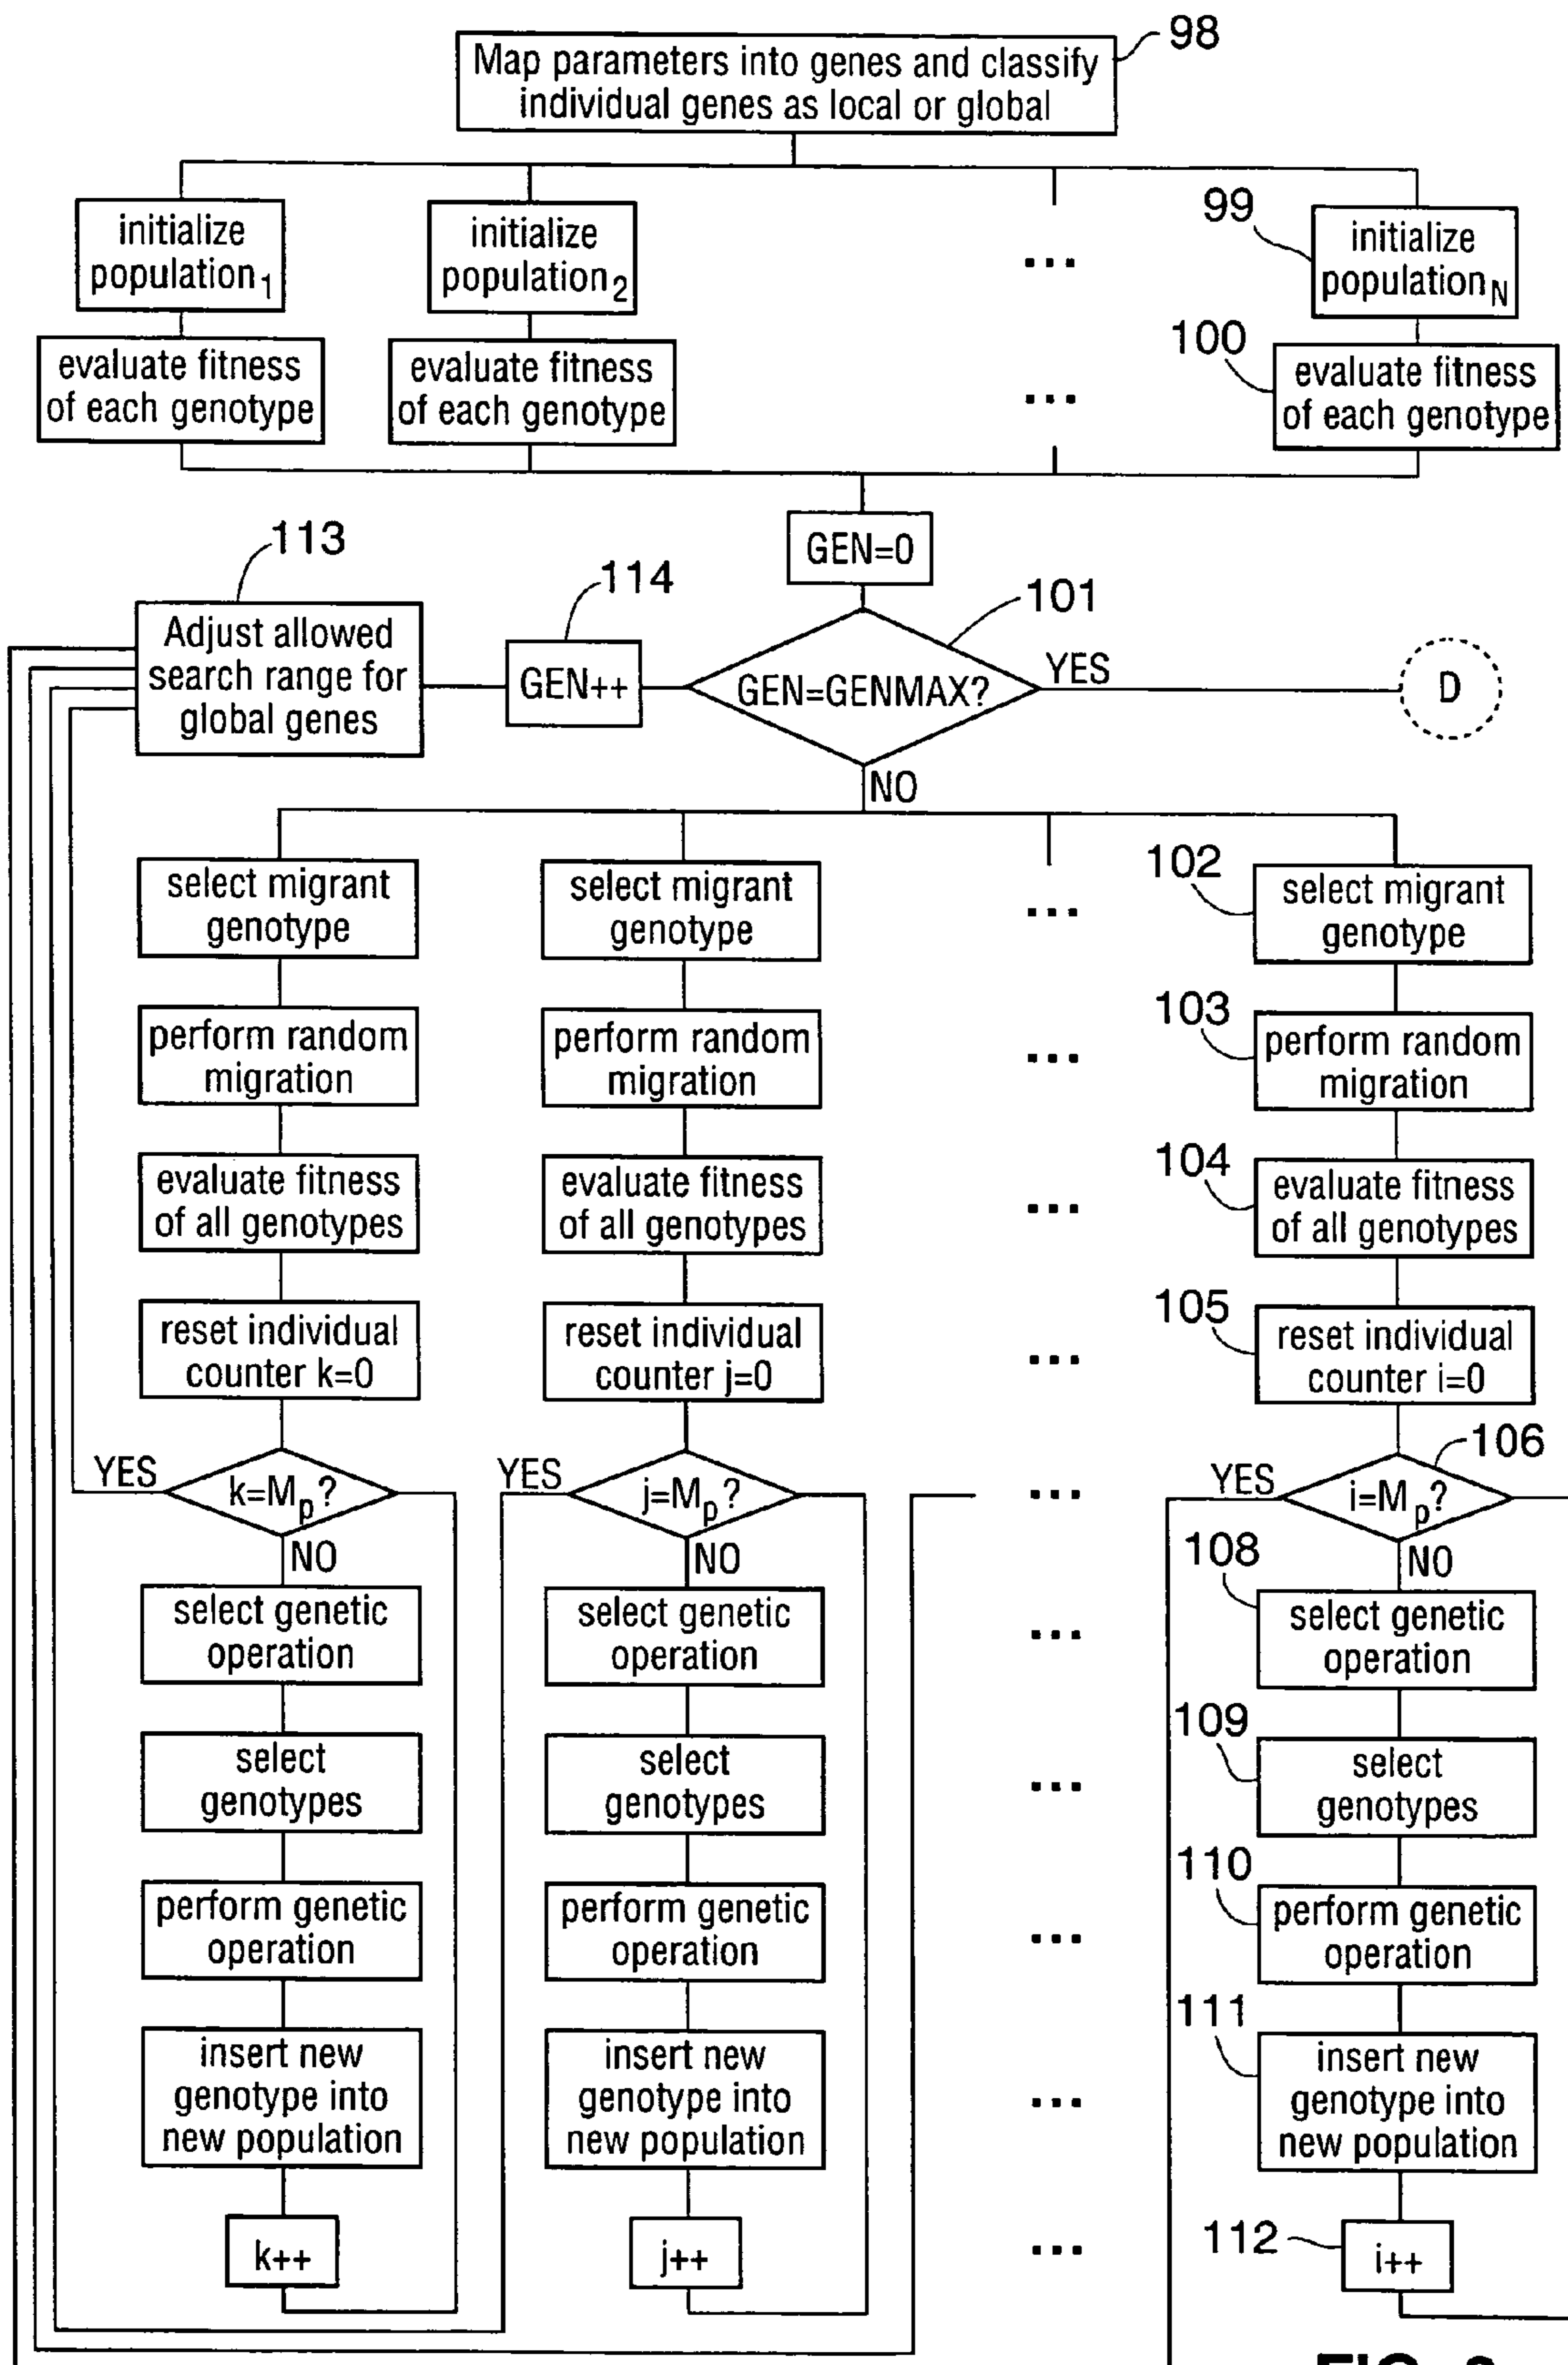 98
Map parameters into genes and classify
individual genes as local or global
99
initialize
population1
initialize
population2
...
initialize
populationN
100
evaluate fitness
of each genotype
evaluate fitness
of each genotype
...
evaluate fitness
of each genotype
GEN=0
113
114
101
Adjust allowed
search range for
global genes
GEN++
GEN=GENMAX?
YES
D
NO
102
select migrant
genotype
select migrant
genotype
...
select migrant
genotype
103
perform random
migration
perform random
migration
...
perform random
migration
104
evaluate fitness
of all genotypes
evaluate fitness
of all genotypes
...
evaluate fitness
of all genotypes
105
reset individual
counter k=0
reset individual
counter j=0
...
reset individual
counter i=0
106
YES
k=Mp?
YES
j=Mp?
...
YES
i=Mp?
NO
NO
NO
108
select genetic
operation
select genetic
operation
...
select genetic
operation
109
select
genotypes
select
genotypes
...
select
genotypes
110
perform genetic
operation
perform genetic
operation
...
perform genetic
operation
111
insert new
genotype into
new population
insert new
genotype into
new population
...
insert new
genotype into
new population
k++
j++
...
112
i++
FIG.